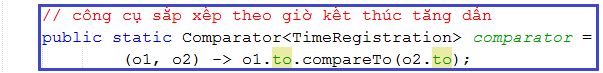 // công cụ sắp xếp theo giờ kết thúc tăng dần
public static Comparator<TimeRegistration> comparator =
(o1, o2) -> o1.to.compareTo(o2.to);